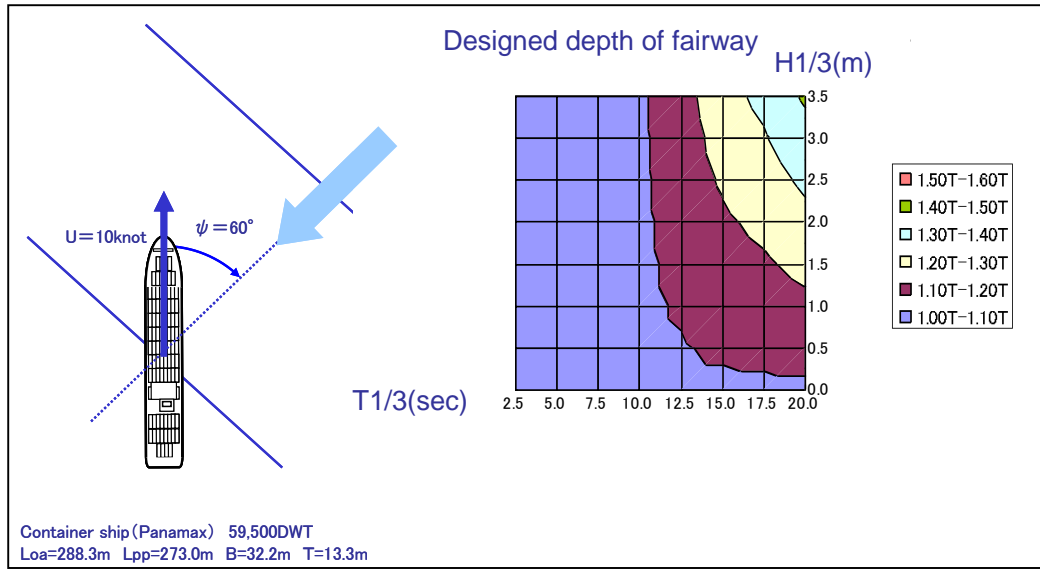 Designed depth of fairway
H1/3(m)
U=10knot
ψ=60°
3.5
3.0
2.5
2.0
1.5
1.0
0.5
0.0
T1/3(sec)
2.5 5.0 7.5 10.0 12.5 15.0 17.5 20.0
1.50T-1.60T
1.40T-1.50T
1.30T-1.40T
1.20T-1.30T
1.10T-1.20T
1.00T-1.10T
Container ship(Panamax) 59,500DWT
Loa=288.3m Lpp=273.0m B=32.2m T=13.3m